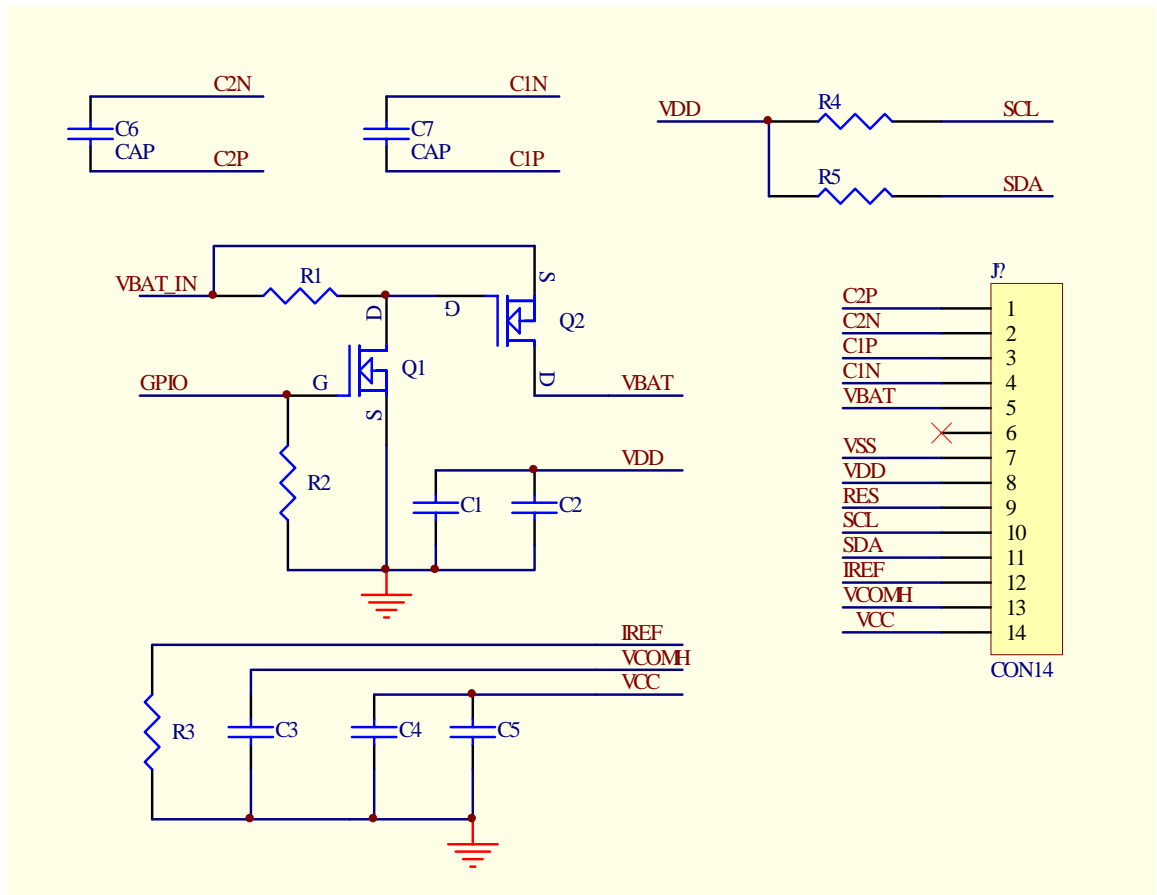 C2N
C6
CAP
C2P
C1N
C7
CAP
C1P
VDD
R4
SCL
R5
SDA
VBAT_IN
R1
D
G
S
Q2
D
VBAT
GPIO
G
Q1
S
R2
VDD
C1
C2
IREF
VCOMH
VCC
R3
C3
C4
C5
J?
C2P
1
C2N
2
C1P
3
C1N
4
VBAT
5
6
VSS
7
VDD
8
RES
9
SCL
10
SDA
11
IREF
12
VCOMH
13
VCC
14
CON14